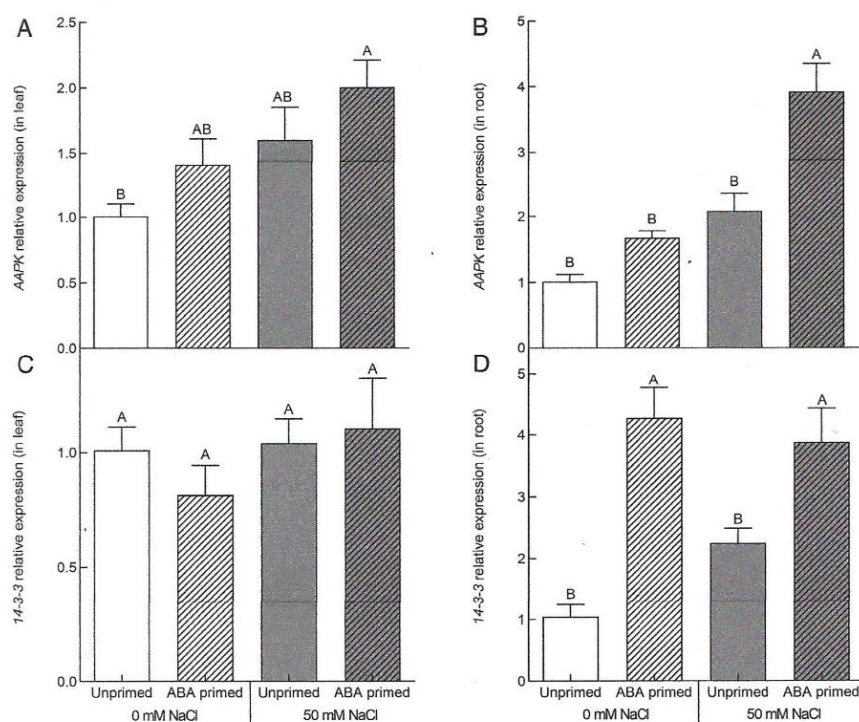 A
AAPK relative expression (in leaf)
2.5
2.0
1.5
1.0
0.5
0.0
B
AB
AB
A
B
AAPK relative expression (in root)
5
4
3
2
1
0
B
B
B
A
C
14-3-3 relative expression (in leaf)
1.0
0.5
0.0
A
A
A
A
Unprimed
ABA primed
Unprimed
ABA primed
0 mM NaCl
50 mM NaCl
D
14-3-3 relative expression (in root)
5
4
3
2
1
0
B
A
B
A
Unprimed
ABA primed
Unprimed
ABA primed
0 mM NaCl
50 mM NaCl